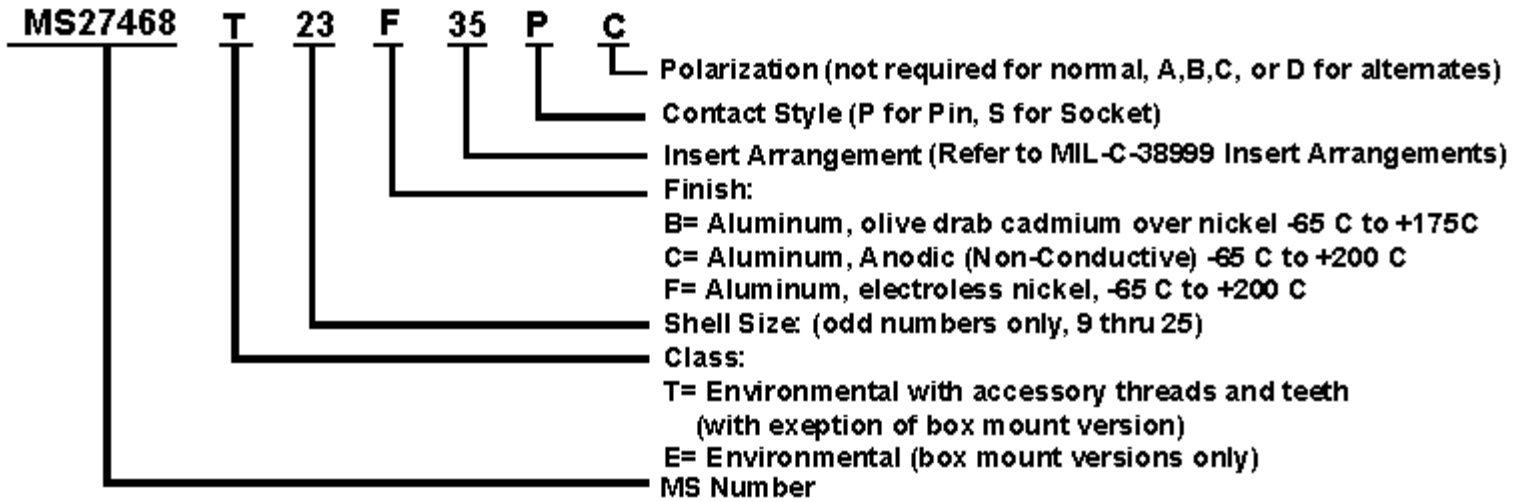 MS27468 T 23 F 35 P C
Polarization (not required for normal, A,B,C, or D for alternates)
Contact Style (P for Pin, S for Socket)
Insert Arrangement (Refer to MIL-C-38999 Insert Arrangements)
Finish:
B= Aluminum, olive drab cadmium over nickel -65 C to +175C
C= Aluminum, Anodic (Non-Conductive) -65 C to +200 C
F= Aluminum, electroless nickel, -65 C to +200 C
Shell Size: (odd numbers only, 9 thru 25)
Class:
T= Environmental with accessory threads and teeth
(with exeption of box mount version)
E= Environmental (box mount versions only)
MS Number